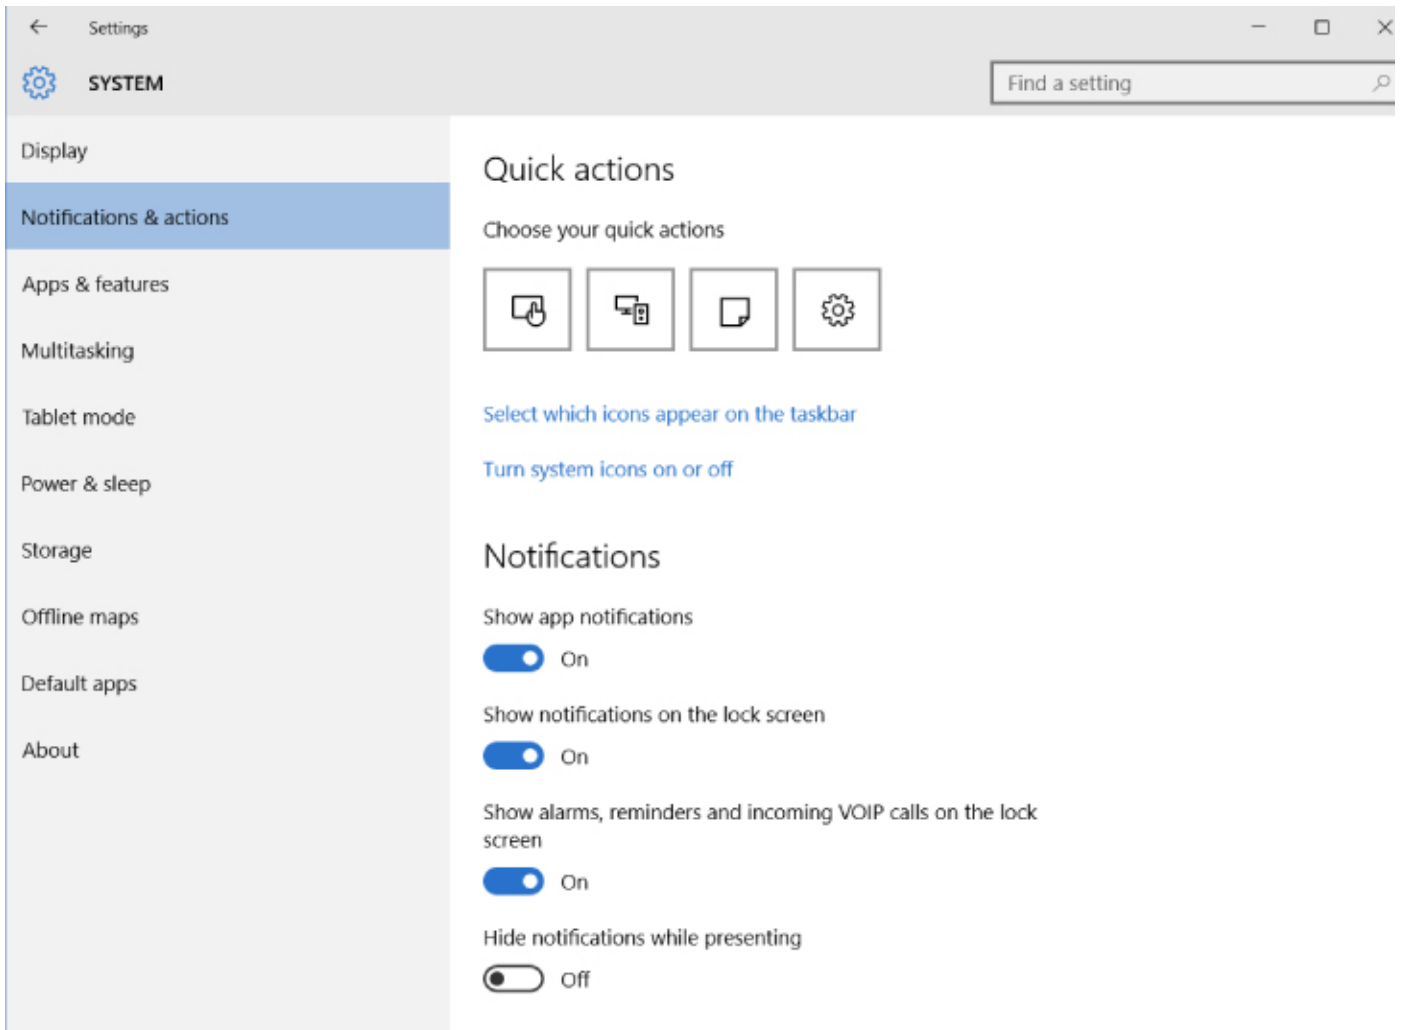 Settings
SYSTEM
Find a setting
Display
Notifications & actions
Apps & features
Multitasking
Tablet mode
Power & sleep
Storage
Offline maps
Default apps
About
Quick actions
Choose your quick actions
Select which icons appear on the taskbar
Turn system icons on or off
Notifications
Show app notifications
On
Show notifications on the lock screen
On
Show alarms, reminders and incoming VOIP calls on the lock
screen
On
Hide notifications while presenting
Off